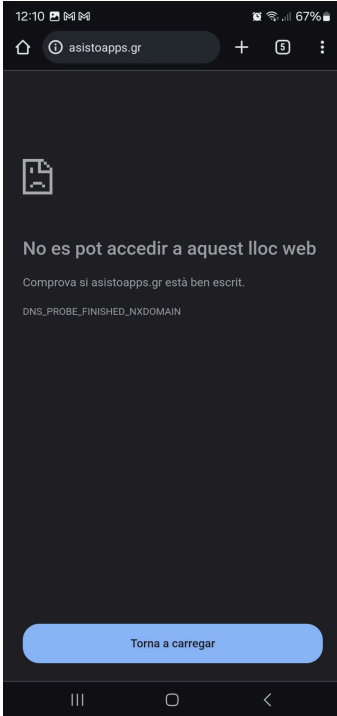 12:10 67%
asistoapps.gr 5
No es pot accedir a aquest lloc web
Comprova si asistoapps.gr està ben escrit.
DNS_PROBE_FINISHED_NXDOMAIN
Torna a carregar